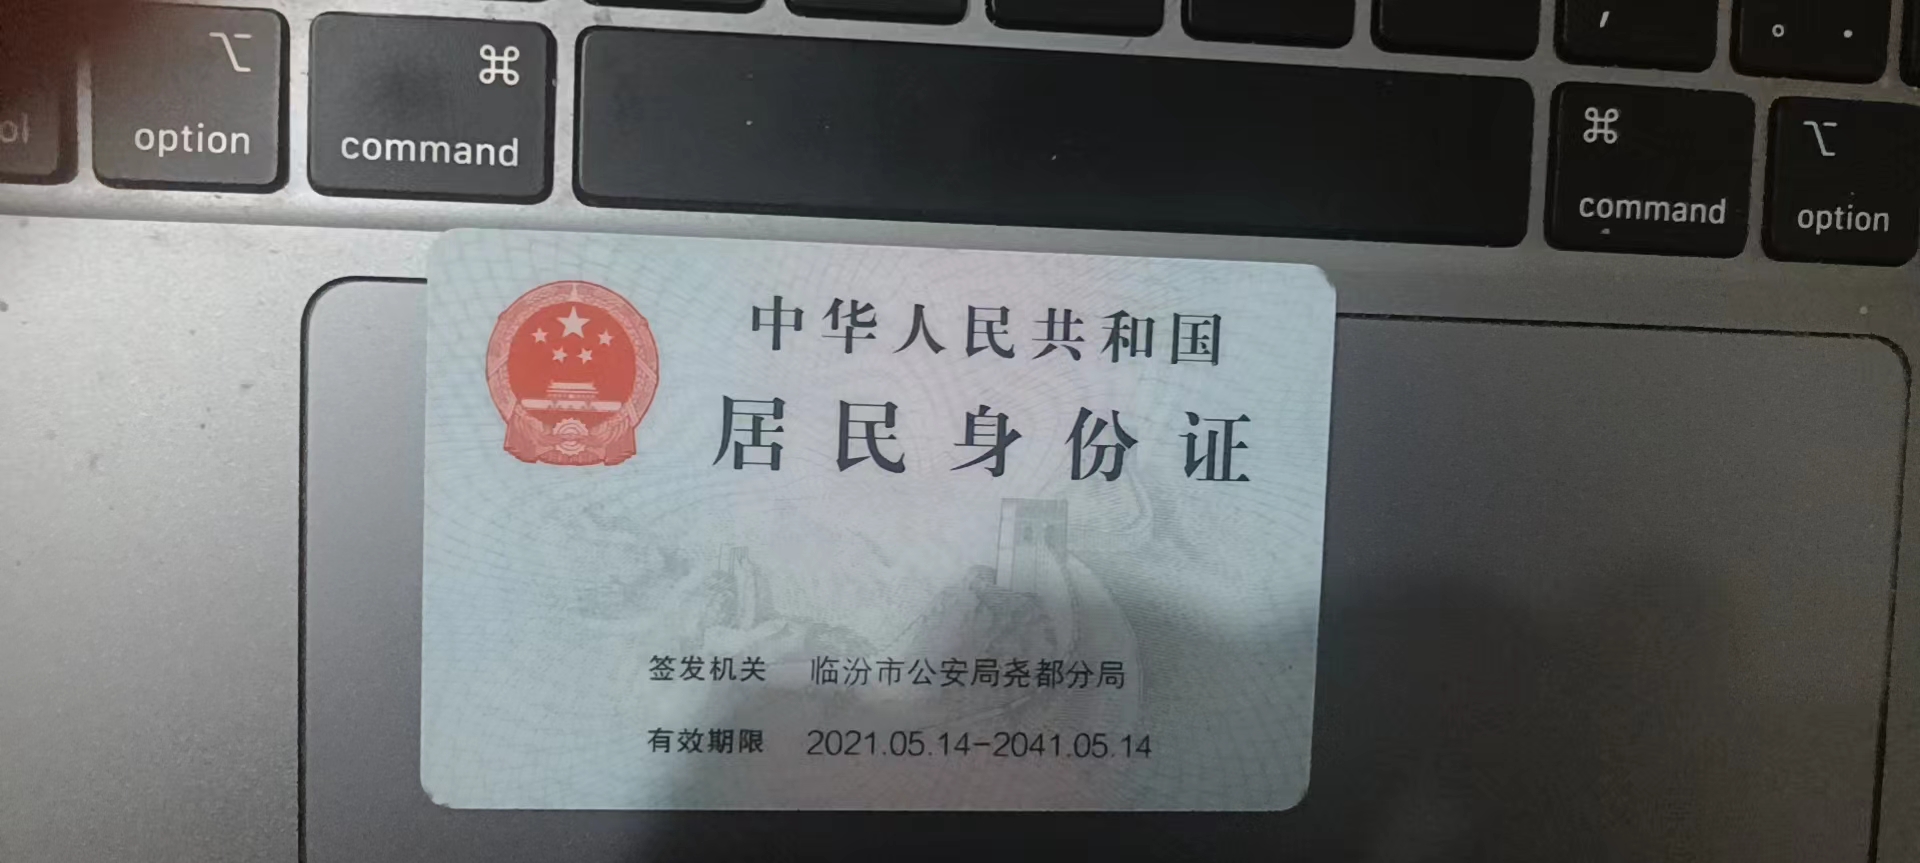 ⌥ ⌘ ⌘ ⌥
option command command option
中华人民共和国
居民身份证
签发机关 临汾市公安局尧都分局
有效期限 2021.05.14-2041.05.14